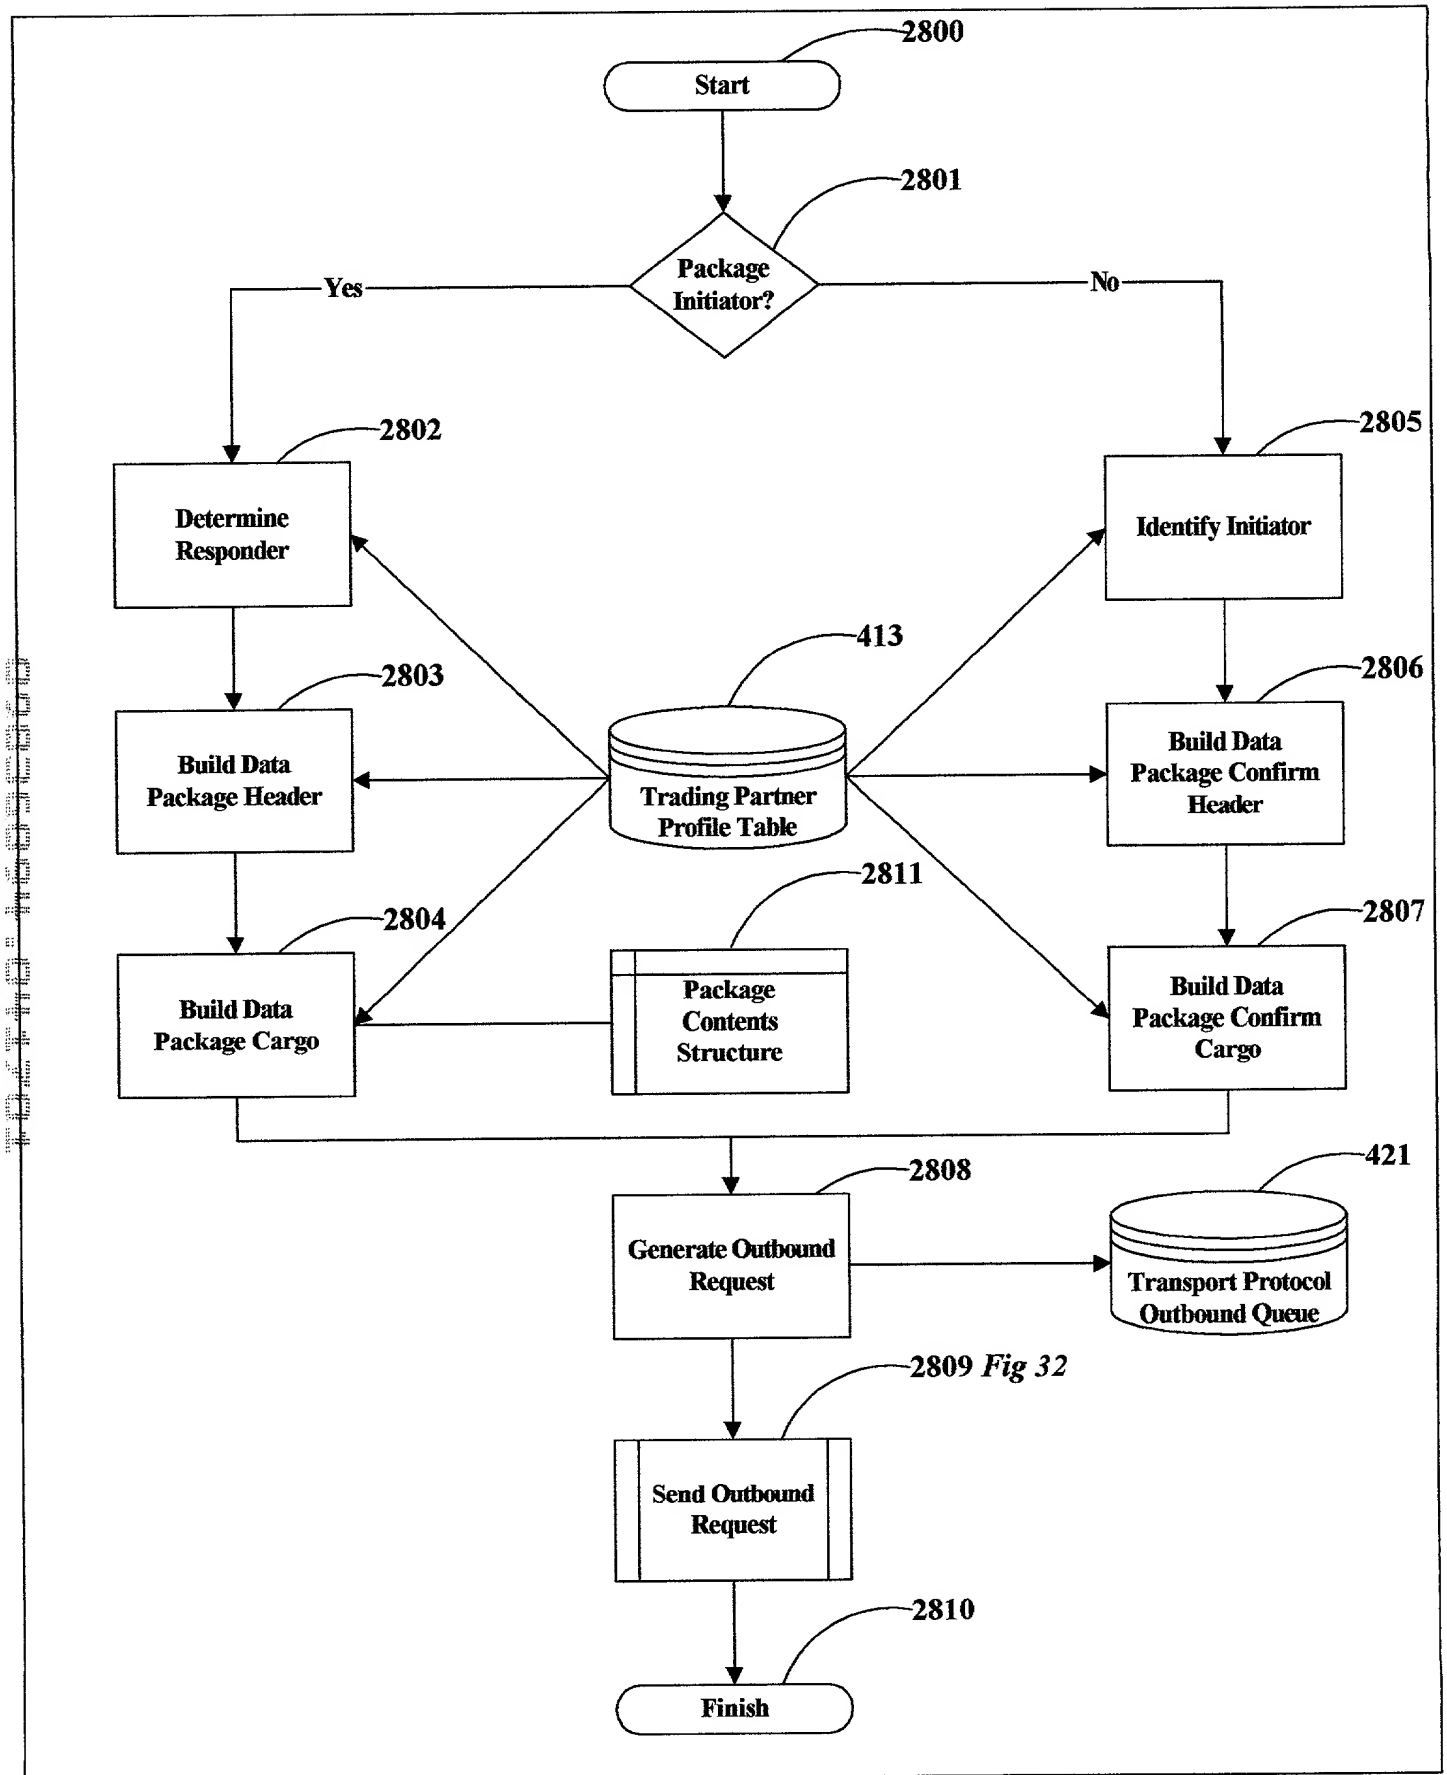 2800
Start
2801
Package
Initiator?
Yes
No
2802
2805
Determine
Responder
Identify Initiator
413
2803
2806
Build Data
Package Header
Trading Partner
Profile Table
Build Data
Package Confirm
Header
2811
2804
2807
Build Data
Package Cargo
Package
Contents
Structure
Build Data
Package Confirm
Cargo
2808
421
Generate Outbound
Request
Transport Protocol
Outbound Queue
2809 Fig 32
Send Outbound
Request
2810
Finish